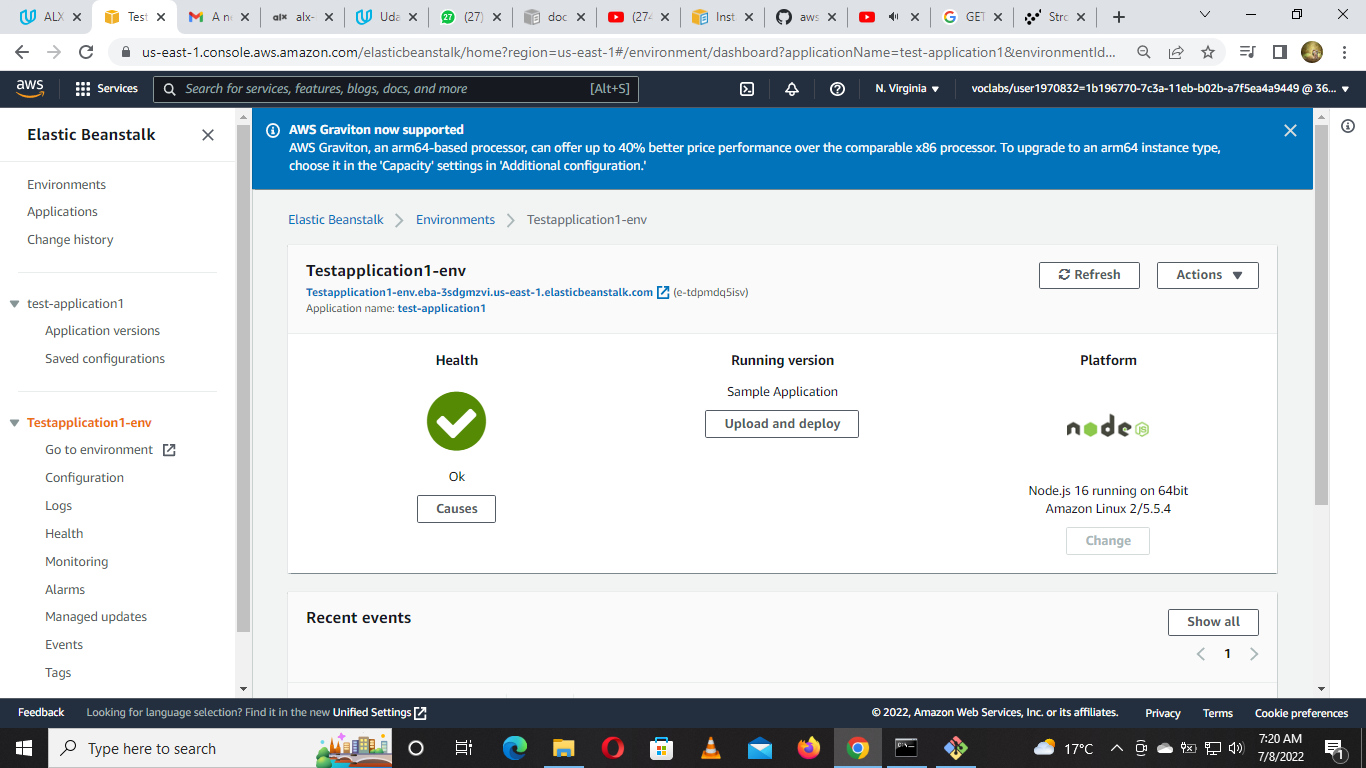 ALX
Test
A ne
alx-
Uda
(27)
doc
(274
Inst
aws
GET
Stro
us-east-1.console.aws.amazon.com/elasticbeanstalk/home?region=us-east-1#/environment/dashboard?applicationName=test-application1&environmentId...
aws
Services
Search for services, features, blogs, docs, and more
[Alt+S]
N. Virginia
voclabs/user1970832=1b196770-7c3a-11eb-b02b-a7f5ea4a9449 @ 36...
Elastic Beanstalk
Environments
Applications
Change history
test-application1
Application versions
Saved configurations
Testapplication1-env
Go to environment
Configuration
Logs
Health
Monitoring
Alarms
Managed updates
Events
Tags
AWS Graviton now supported
AWS Graviton, an arm64-based processor, can offer up to 40% better price performance over the comparable x86 processor. To upgrade to an arm64 instance type,
choose it in the 'Capacity' settings in 'Additional configuration.'
Elastic Beanstalk
Environments
Testapplication1-env
Testapplication1-env
Refresh
Actions
Testapplication1-env.eba-3sdgmzvi.us-east-1.elasticbeanstalk.com (e-tdpmdq5isv)
Application name: test-application1
Health
Ok
Causes
Running version
Sample Application
Upload and deploy
Platform
node JS
Node.js 16 running on 64bit
Amazon Linux 2/5.5.4
Change
Recent events
Show all
1
Feedback
Looking for language selection? Find it in the new Unified Settings
© 2022, Amazon Web Services, Inc. or its affiliates.
Privacy
Terms
Cookie preferences
Type here to search
17°C
7:20 AM
7/8/2022
1